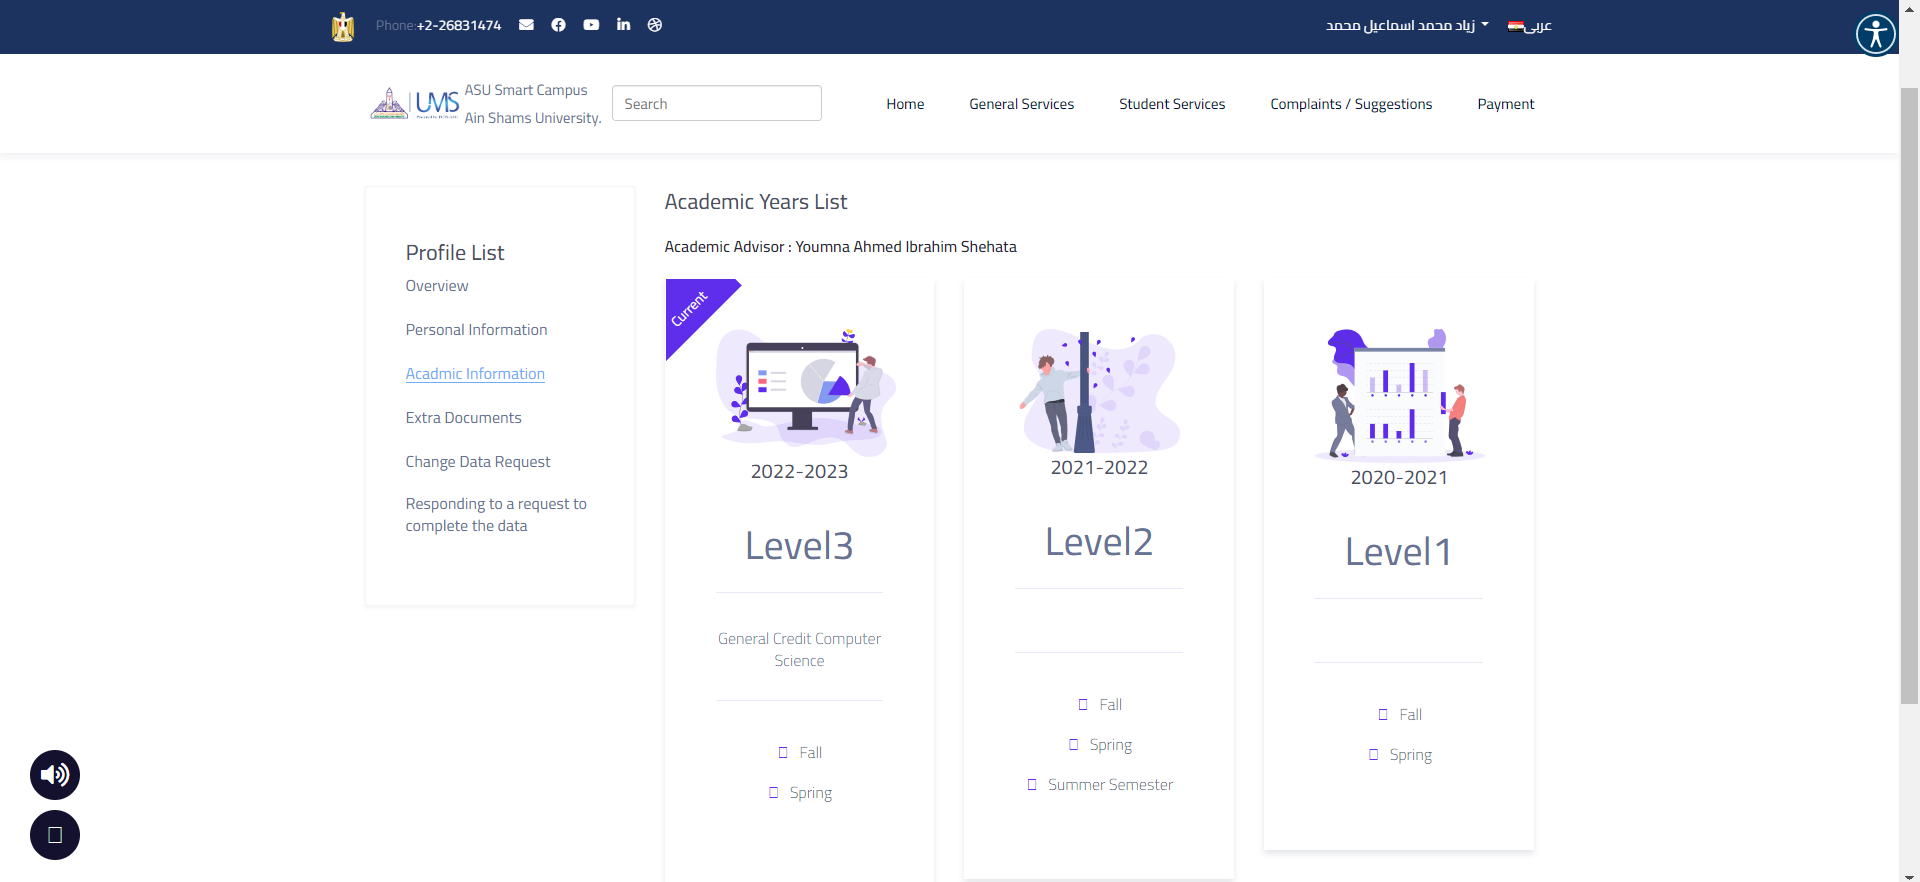 Phone:+2-26831474
زياد محمد اسماعيل محمد
عربى
UMS
ASU Smart Campus
Ain Shams University.
Search
Home
General Services
Student Services
Complaints / Suggestions
Payment
Profile List
Overview
Personal Information
Acadmic Information
Extra Documents
Change Data Request
Responding to a request to
complete the data
Academic Years List
Academic Advisor : Youmna Ahmed Ibrahim Shehata
Current
2022-2023
Level3
General Credit Computer
Science
Fall
Spring
2021-2022
Level2
Fall
Spring
Summer Semester
2020-2021
Level1
Fall
Spring